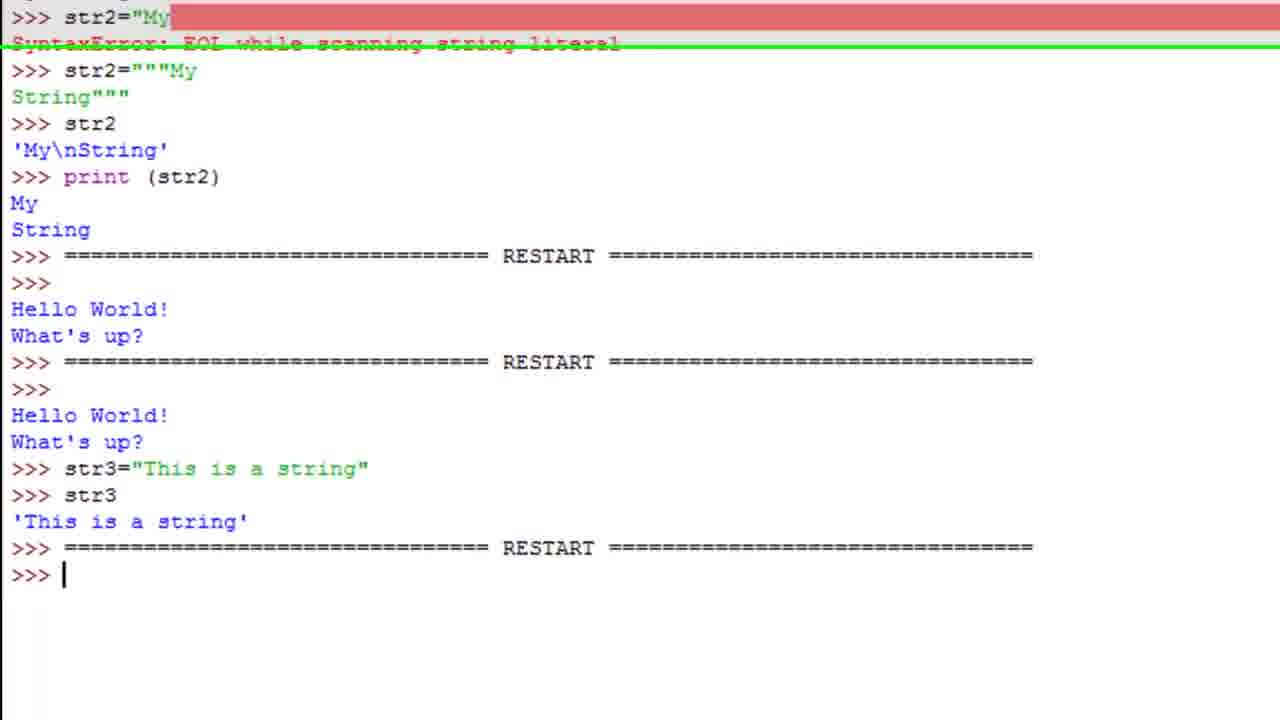 >>> str2="My
SyntaxError: EOL while scanning string literal
>>> str2="""My
String"""
>>> str2
'My\nString'
>>> print (str2)
My
String
>>> ================================ RESTART ================================
>>>
Hello World!
What's up?
>>> ================================ RESTART ================================
>>>
Hello World!
What's up?
>>> str3="This is a string"
>>> str3
'This is a string'
>>> ================================ RESTART ================================
>>>